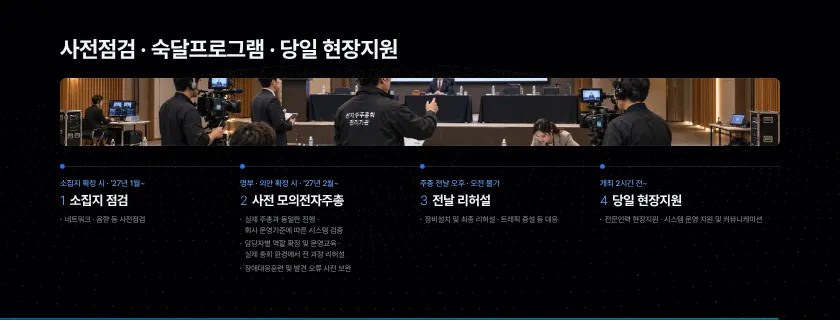 사전점검 · 숙달프로그램 · 당일 현장지원
전자주주총회
관리기관
소집지 확정 시 · '27년 1월~
1 소집지 점검
· 네트워크 · 음향 등 사전점검
명부 · 의안 확정 시 · '27년 2월~
2 사전 모의전자주총
· 실제 주총과 동일한 진행 ·
회사 운영기준에 따른 시스템 검증
· 담당자별 역할 확정 및 운영교육 ·
실제 총회 환경에서 전 과정 리허설
· 장애대응훈련 및 발견 오류 사전 보완
주총 전날 오후 · 오전 불가
3 전날 리허설
· 장비설치 및 최종 리허설 · 트래픽 증설 등 대응
개최 2시간 전~
4 당일 현장지원
· 전문인력 현장지원 · 시스템 운영 지원 및 커뮤니케이션